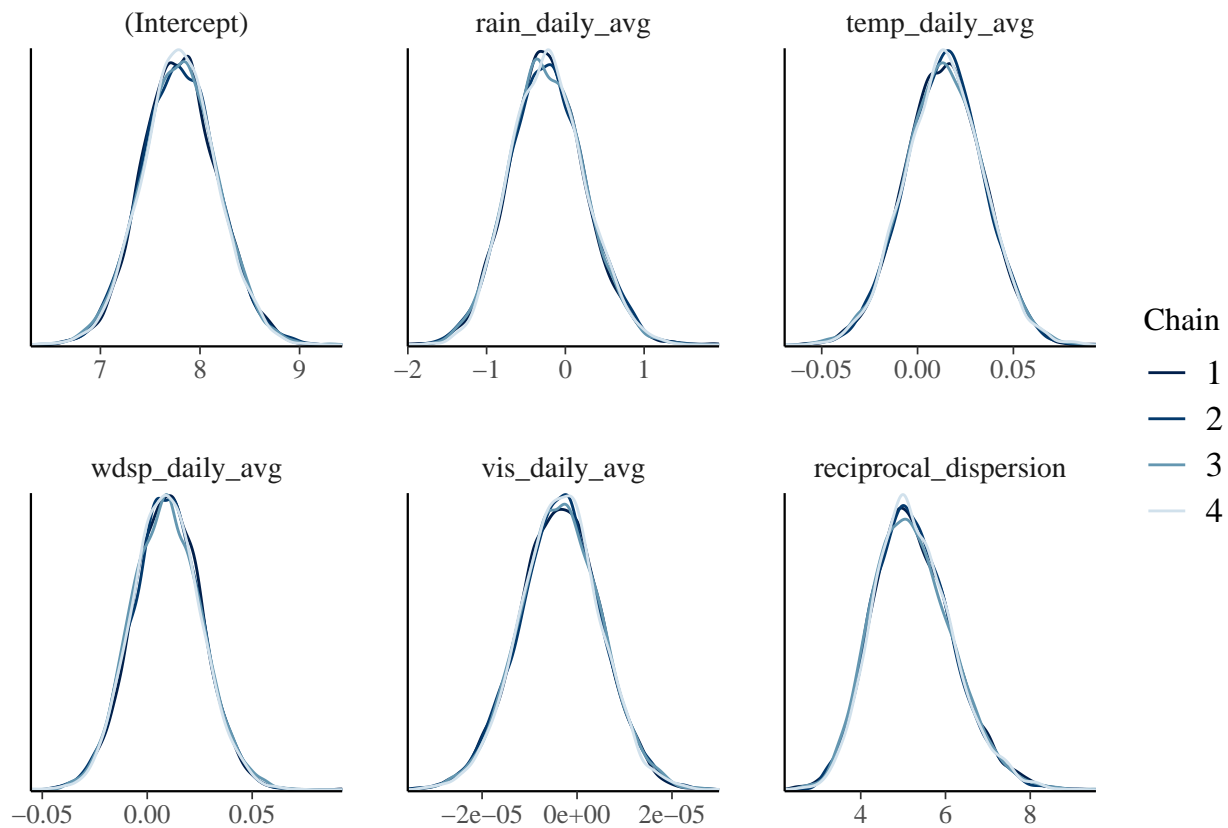 (Intercept) rain_daily_avg temp_daily_avg
7 8 9 −2 −1 0 1 −0.05 0.00 0.05
Chain
1
2
3
4
wdsp_daily_avg vis_daily_avg reciprocal_dispersion
−0.05 0.00 0.05 −2e−05 0e+00 2e−05 4 6 8